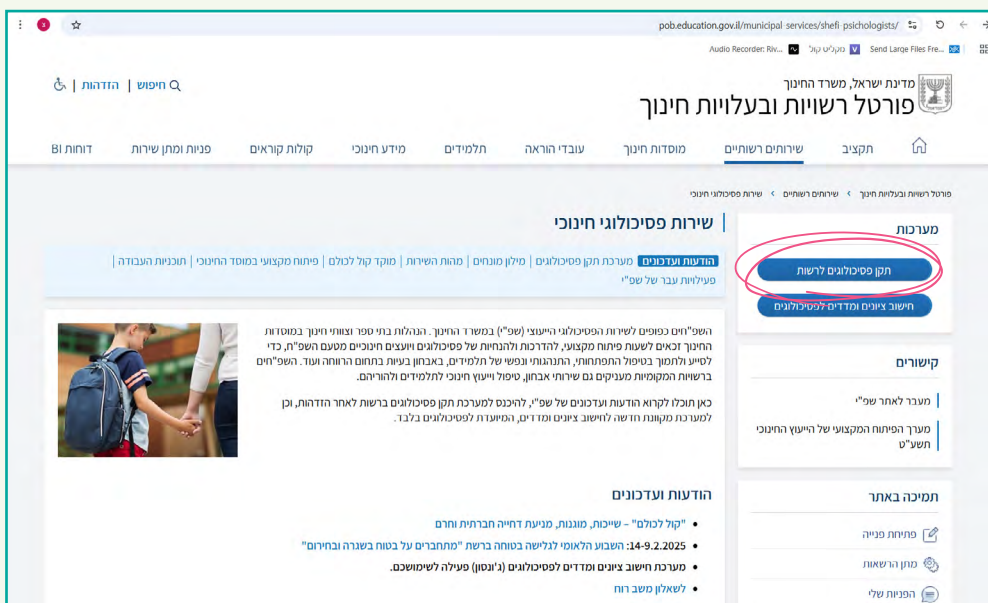 pob.education.gov.il/municipal-services/shefi-psichologists/
Audio Recorder: Riv... מקליט קול Send Large Files Fre...
מדינת ישראל, משרד החינוך
פורטל רשויות ובעלויות חינוך
חיפוש | הזדהות |
תקציב שירותים רשותיים מוסדות חינוך עובדי הוראה תלמידים מידע חינוכי קולות קוראים פניות ומתן שירות דוחות BI
פורטל רשויות ובעלויות חינוך > שירותים רשותיים > שירות פסיכולוגי חינוכי
מערכות
תקן פסיכולוגים לרשות
חישוב ציונים ומדדים לפסיכולוגים
קישורים
מעבר לאתר שפ"י
מערך הפיתוח המקצועי של הייעוץ החינוכי
תשע"ט
תמיכה באתר
פתיחת פנייה
מתן הרשאות
הפניות שלי
שירות פסיכולוגי חינוכי
הודעות ועדכונים | מערכת תקן פסיכולוגים | מילון מונחים | מהות השירות | מוקד קול לכולם | פיתוח מקצועי במוסד החינוכי | תוכניות העבודה |
פעילויות עבר של שפ"י
השפ"חים כפופים לשירות הפסיכולוגי הייעוצי (שפ"י) במשרד החינוך. הנהלות בתי ספר וצוותי חינוך במוסדות
החינוך זכאים לשעות פיתוח מקצועי, להדרכות ולהנחיות של פסיכולוגים ויועצים חינוכיים מטעם השפ"ח, כדי
לסייע ולתמוך בטיפול התפתחותי, התנהגותי ונפשי של תלמידים, באבחון בעיות בתחום הרווחה ועוד. השפ"חים
ברשויות המקומיות מעניקים גם שירותי אבחון, טיפול וייעוץ חינוכי לתלמידים ולהוריהם.
כאן תוכלו לקרוא הודעות ועדכונים של שפ"י, להיכנס למערכת תקן פסיכולוגים ברשות לאחר הזדהות, וכן
למערכת מקוונת חדשה לחישוב ציונים ומדדים, המיועדת לפסיכולוגים בלבד.
הודעות ועדכונים
• "קול לכולם" – שייכות, מוגנות, מניעת דחייה חברתית וחרם
• 14-9.2.2025: השבוע הלאומי לגלישה בטוחה ברשת "מתחברים על בטוח בשגרה ובחירום"
• מערכת חישוב ציונים ומדדים לפסיכולוגים (ג'ונסון) פעילה לשימושכם.
• לשאלון משב רוח